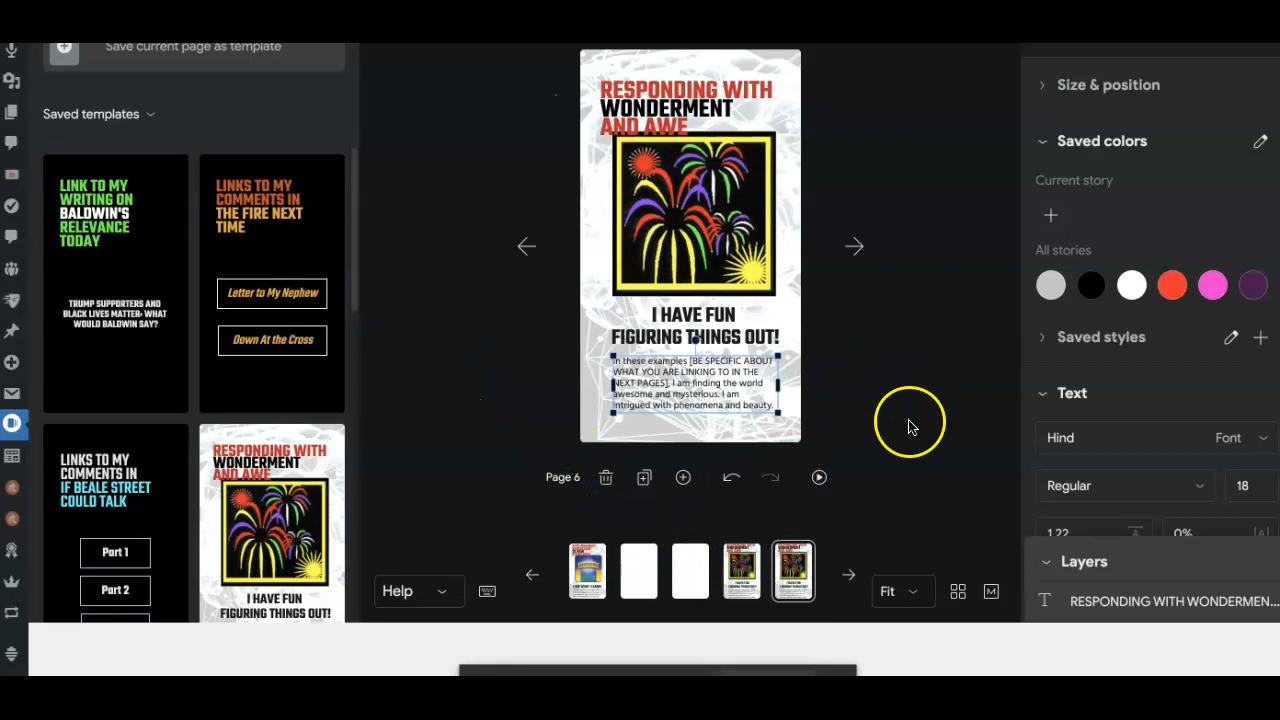 Save current page as template
Saved templates
LINK TO MY
WRITING ON
BALDWIN'S
RELEVANCE
TODAY
TRUMP SUPPORTERS AND
BLACK LIVES MATTER: WHAT
WOULD BALDWIN SAY?
LINKS TO MY
COMMENTS IN
THE FIRE NEXT
TIME
Letter to My Nephew
Down At the Cross
LINKS TO MY
COMMENTS IN
IF BEALE STREET
COULD TALK
Part 1
Part 2
RESPONDING WITH
WONDERMENT
AND AWE
I HAVE FUN
FIGURING THINGS OUT!
RESPONDING WITH
WONDERMENT
AND AWE
I HAVE FUN
FIGURING THINGS OUT!
In these examples [BE SPECIFIC ABOUT
WHAT YOU ARE LINKING TO IN THE
NEXT PAGES], I am finding the world
awesome and mysterious. I am
intrigued with phenomena and beauty.
Page 6
Help
Fit
Size & position
Saved colors
Current story
All stories
Saved styles
Text
Hind Font
Regular 18
1.22 0%
Layers
RESPONDING WITH WONDERMEN...